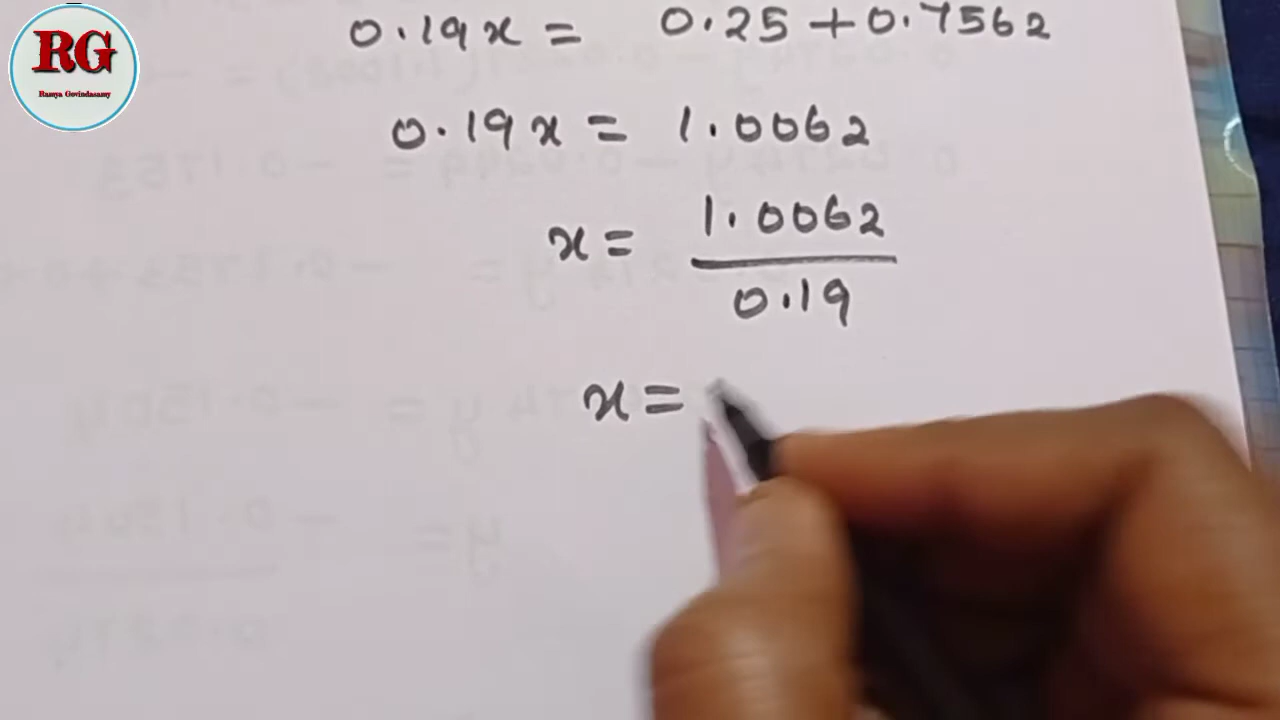 RG
Ramya Govindasamy
0.19x = 0.25 + 0.7562
0.19x = 1.0062
x = 1.0062
0.19
x =